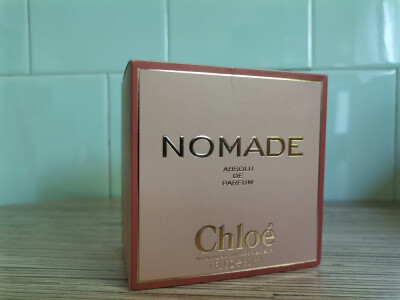 NOMADE
ABSOLU
DE
PARFUM
Chloé